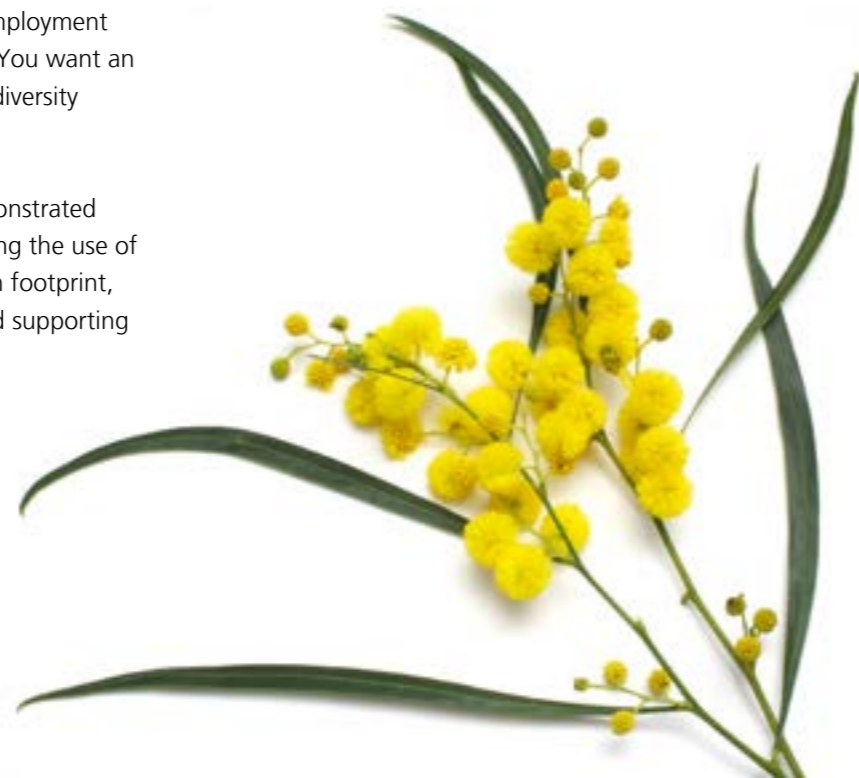 mployment
You want an
diversity
onstrated
ng the use of
footprint,
d supporting